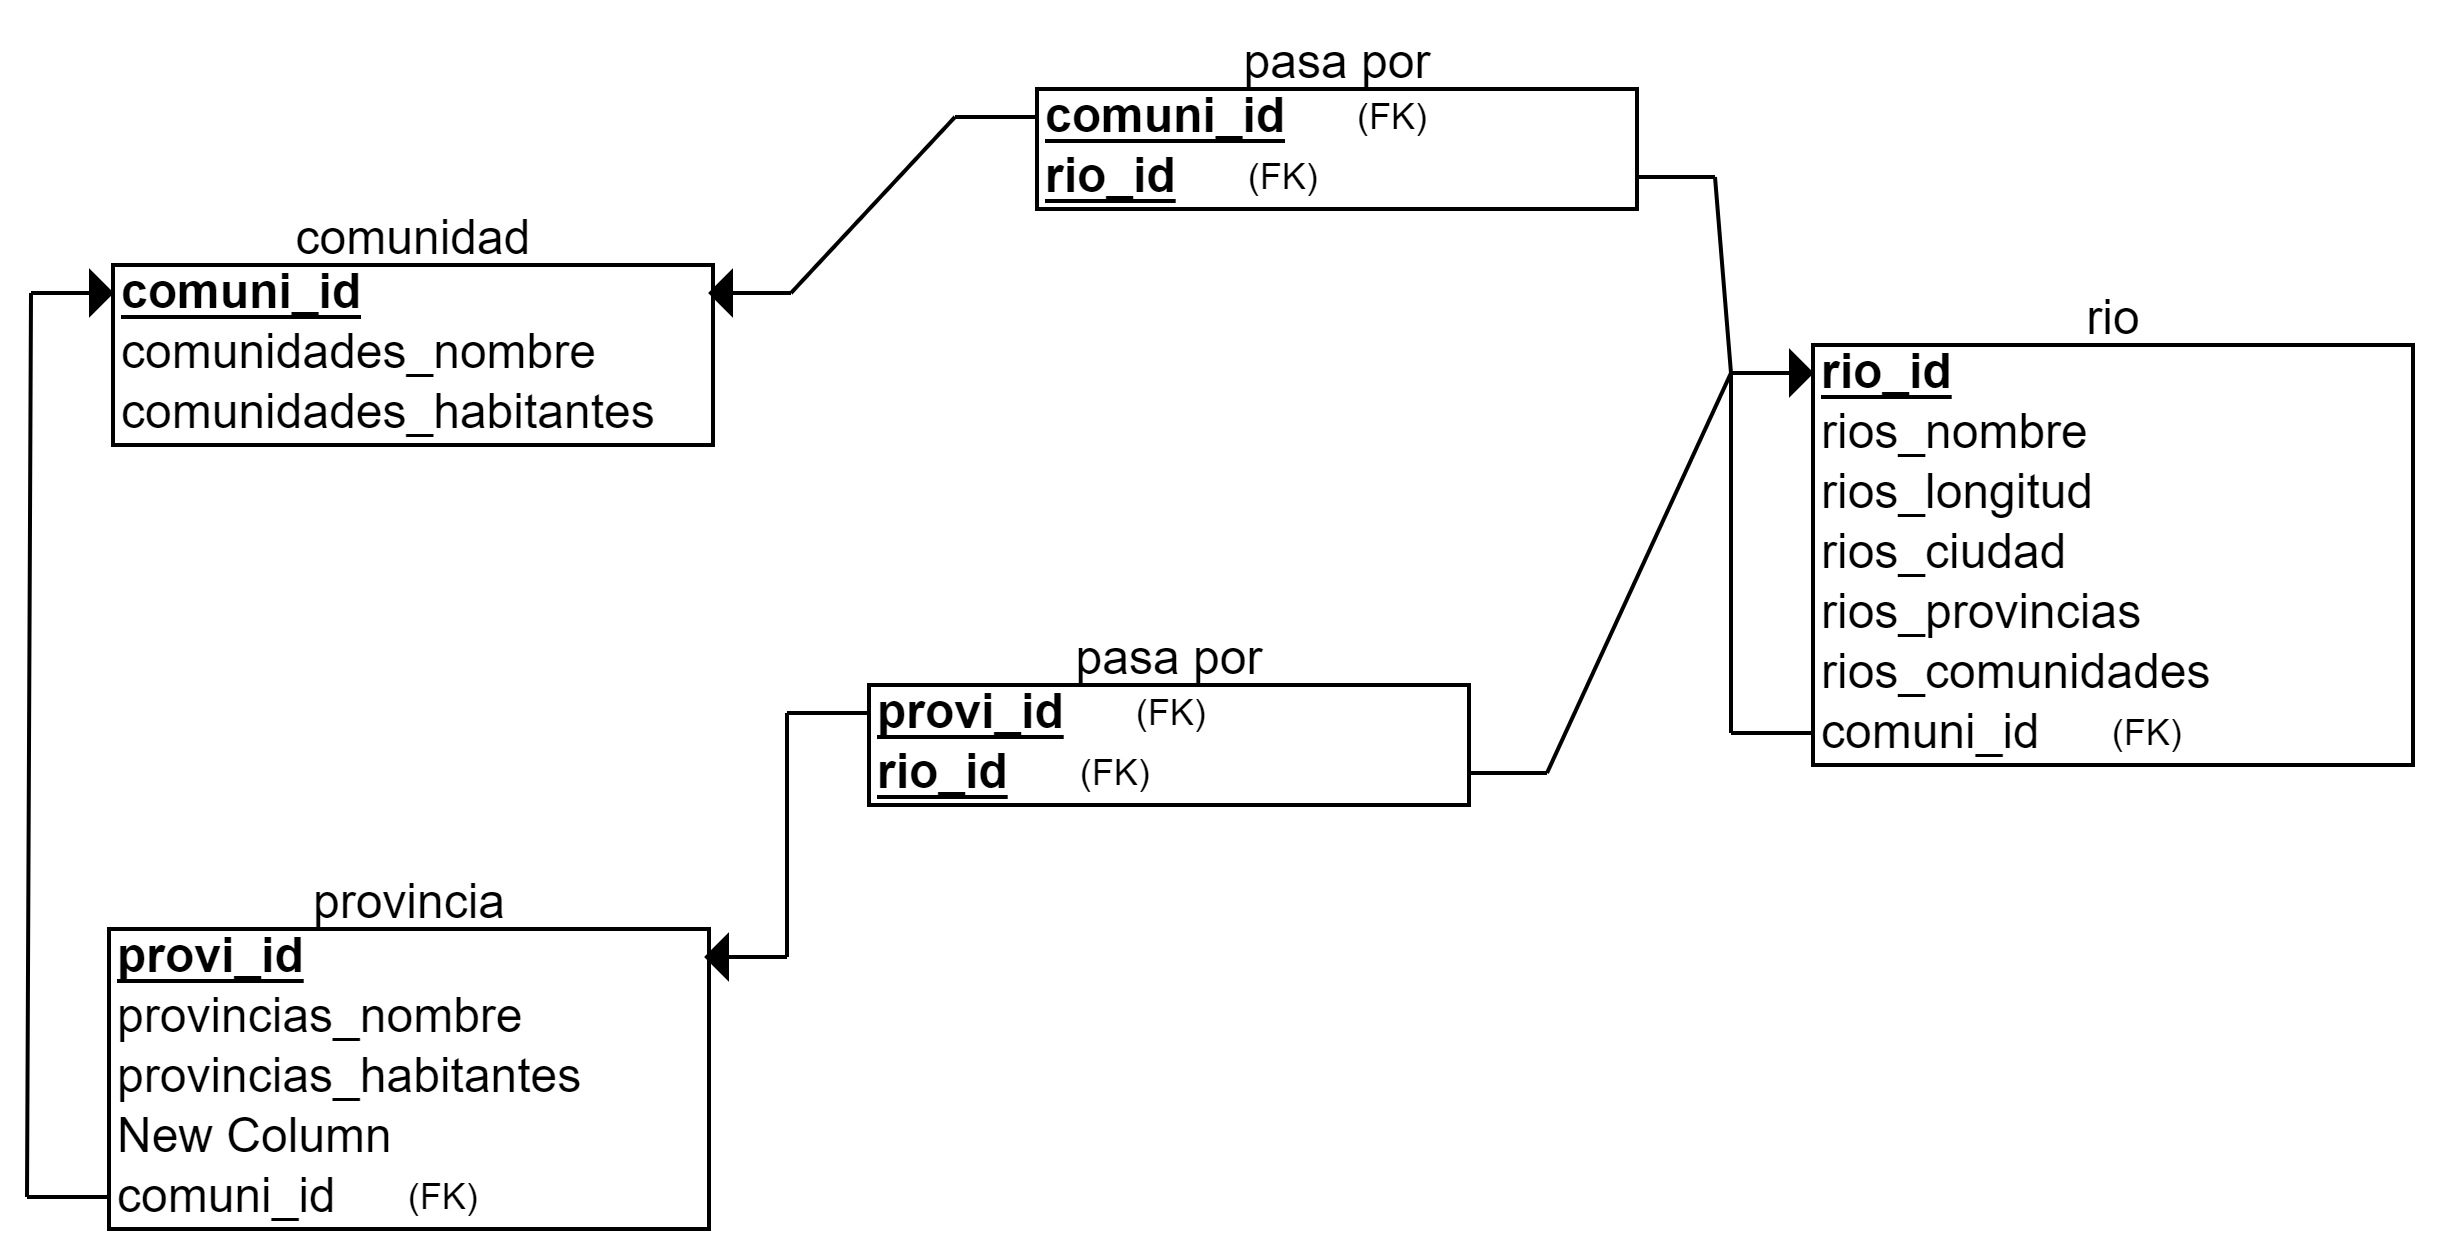 pasa por
comuni_id (FK)
rio_id (FK)
comunidad
comuni_id
comunidades_nombre
comunidades_habitantes
rio
rio_id
rios_nombre
rios_longitud
rios_ciudad
rios_provincias
rios_comunidades
comuni_id (FK)
pasa por
provi_id (FK)
rio_id (FK)
provincia
provi_id
provincias_nombre
provincias_habitantes
New Column
comuni_id (FK)